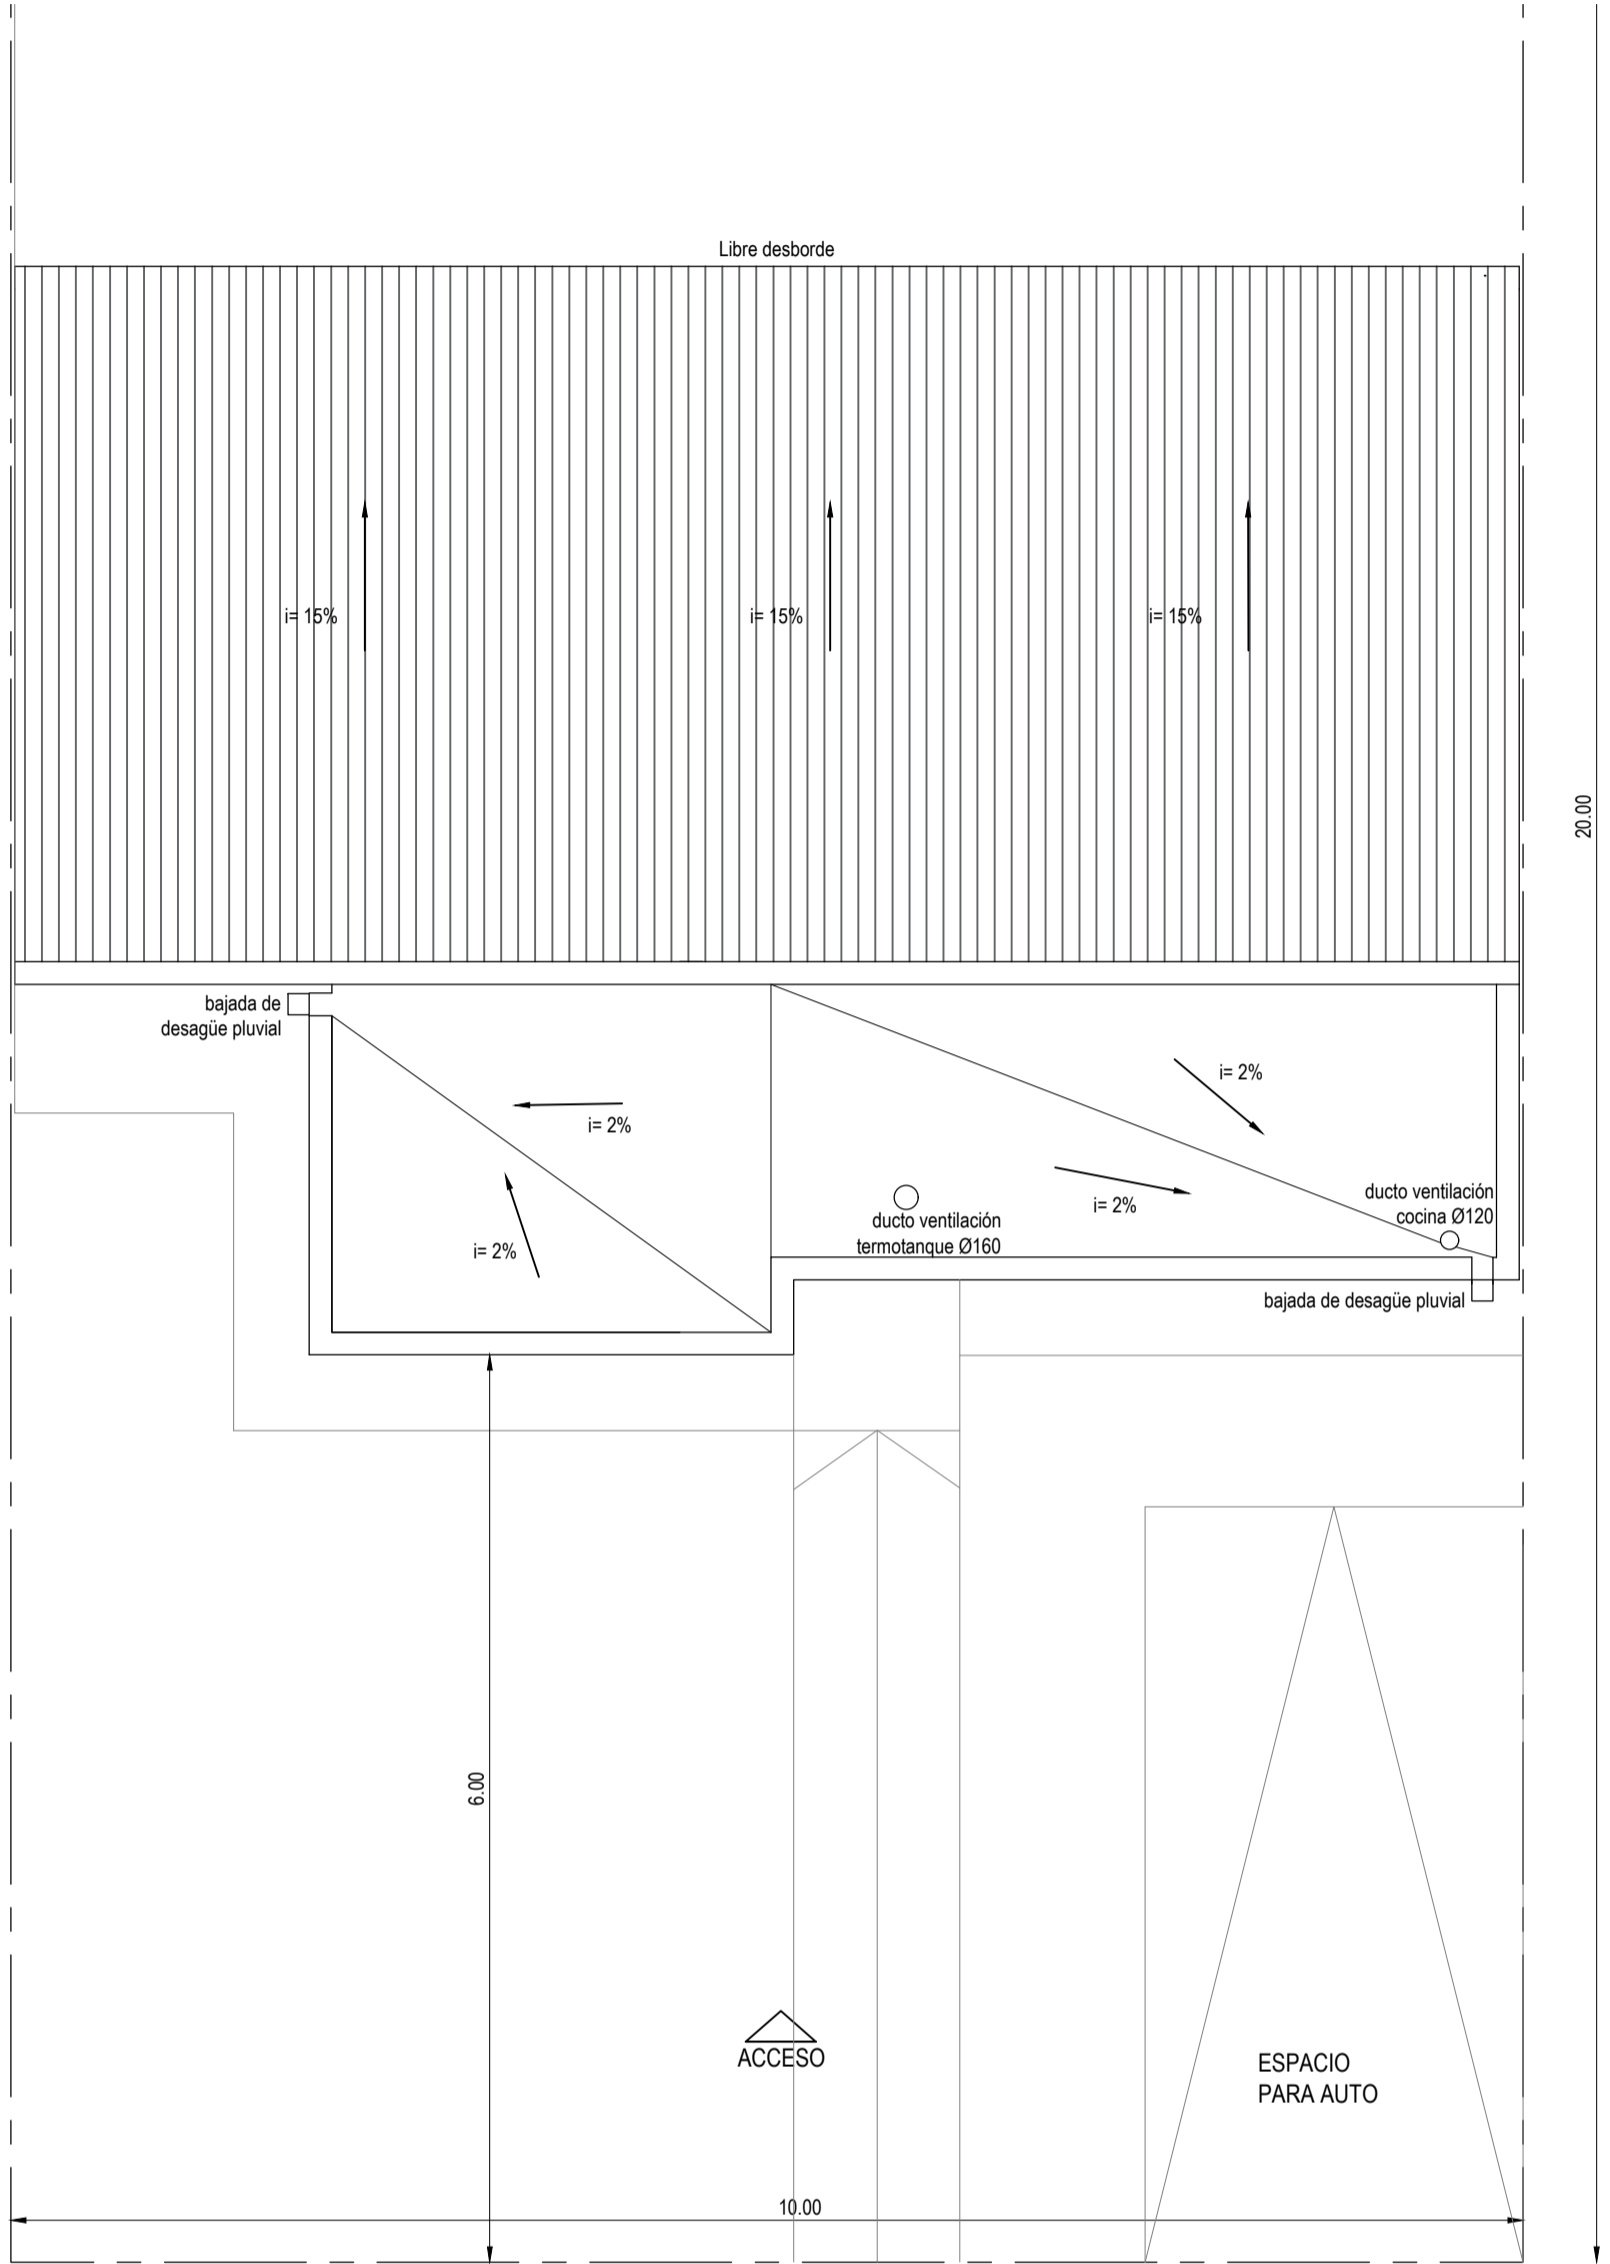 Libre desborde
i= 15%
i= 15%
i= 15%
20.00
bajada de
desagüe pluvial
i= 2%
i= 2%
i= 2%
i= 2%
ducto ventilación
cocina Ø120
ducto ventilación
termotanque Ø160
bajada de desagüe pluvial
6.00
ACCESO
ESPACIO
PARA AUTO
10.00